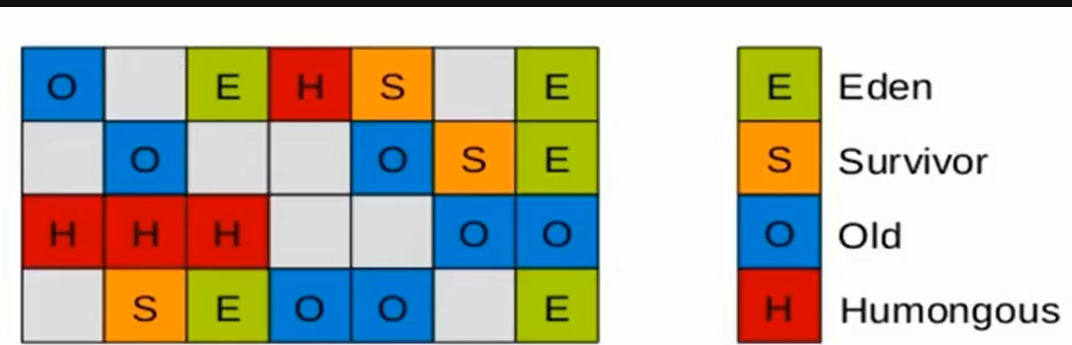 O E H S E
O O S E
H H H O O
S E O O E
E Eden
S Survivor
O Old
H Humongous